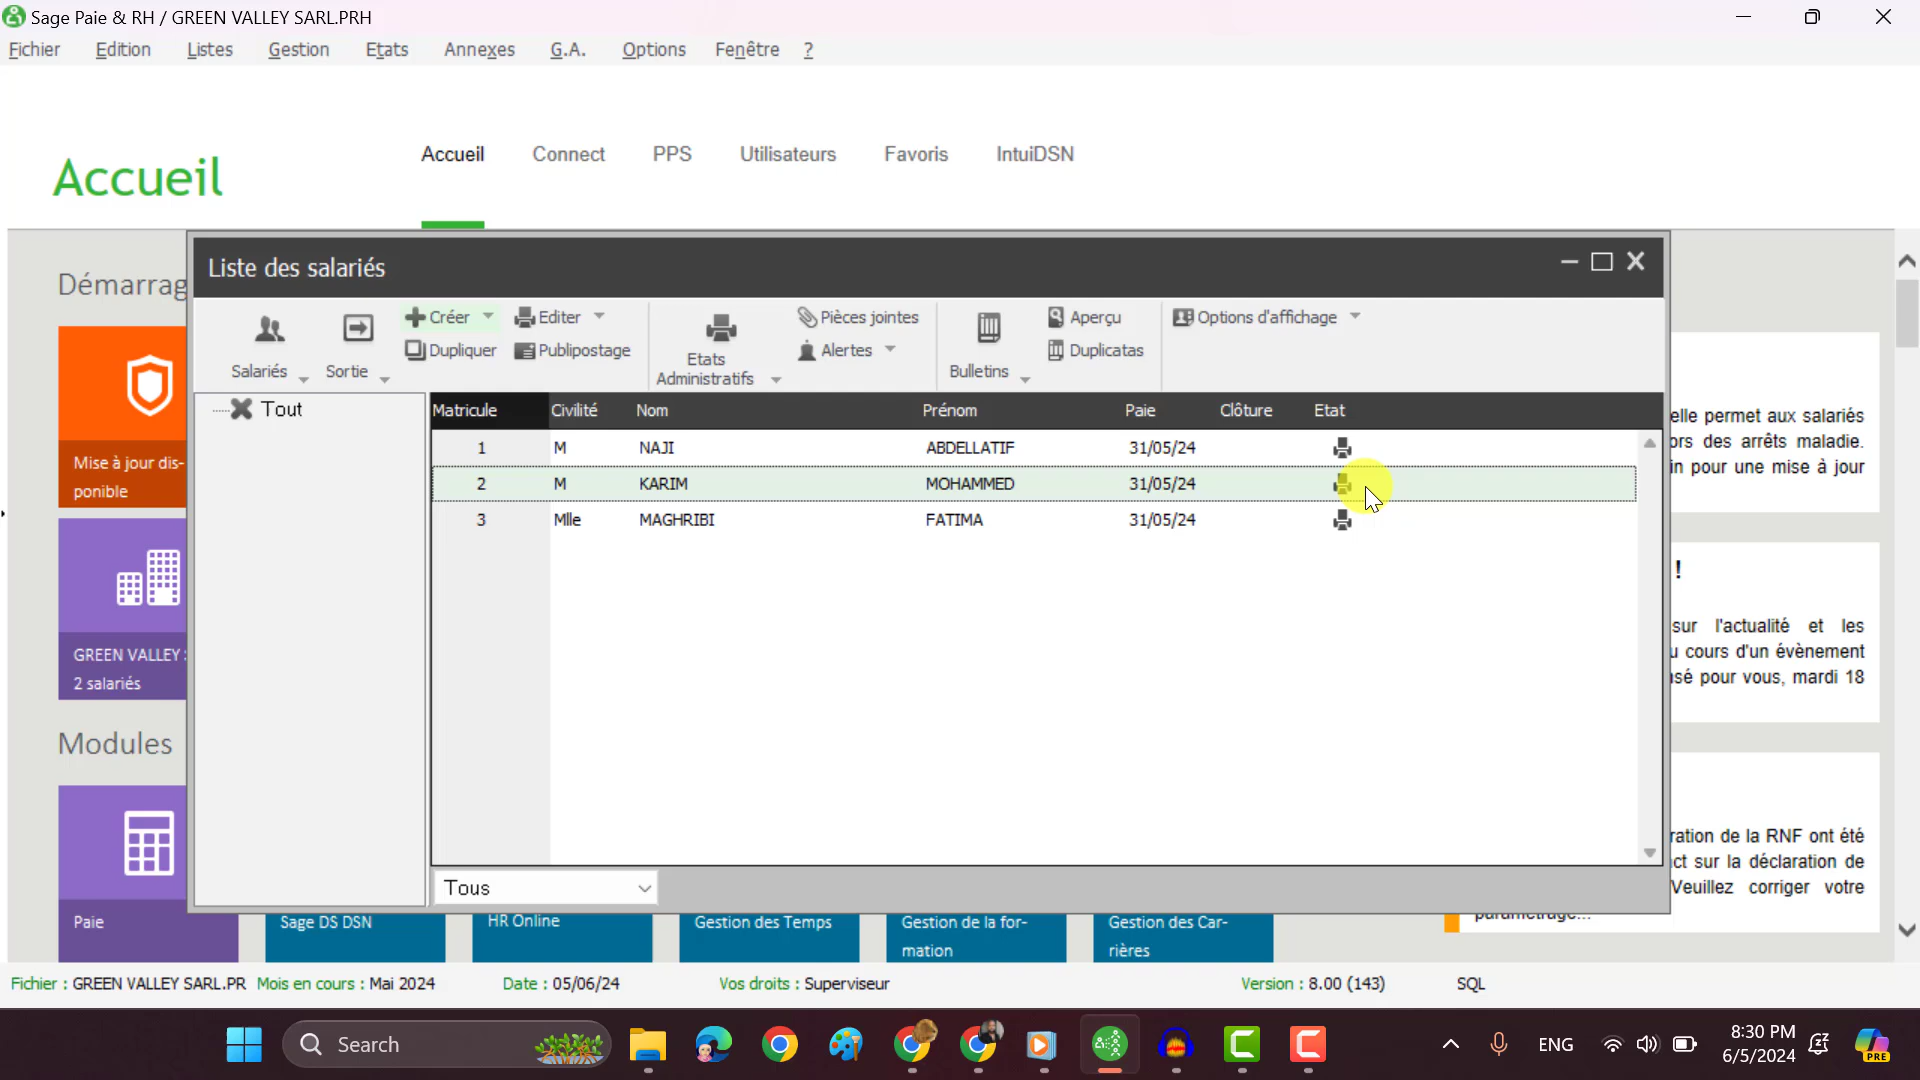 Sage Paie & RH / GREEN VALLEY SARL.PRH
Fichier Edition Listes Gestion Etats Annexes G.A. Options Fenêtre ?
Accueil
Accueil Connect PPS Utilisateurs Favoris IntuiDSN
Démarrag
Mise à jour dis-
ponible
GREEN VALLEY :
2 salariés
Modules
Paie
Liste des salariés
Salariés Sortie
Créer Editer
Dupliquer Publipostage
Etats
Administratifs
Pièces jointes
Alertes
Bulletins
Aperçu
Duplicatas
Options d'affichage
Tout
Matricule Civilité Nom Prénom Paie Clôture Etat
1 M NAJI ABDELLATIF 31/05/24
2 M KARIM MOHAMMED 31/05/24
3 Mlle MAGHRIBI FATIMA 31/05/24
Tous
elle permet aux salariés
ors des arrêts maladie.
in pour une mise à jour
!
sur l'actualité et les
u cours d'un évènement
sé pour vous, mardi 18
ration de la RNF ont été
ct sur la déclaration de
Veuillez corriger votre
paramétrage...
Sage DS DSN
HR Online
Gestion des Temps
Gestion de la for-
mation
Gestion des Car-
rières
Fichier : GREEN VALLEY SARL.PR Mois en cours : Mai 2024 Date : 05/06/24 Vos droits : Superviseur Version : 8.00 (143) SQL
Search
ENG
8:30 PM
6/5/2024
PRE